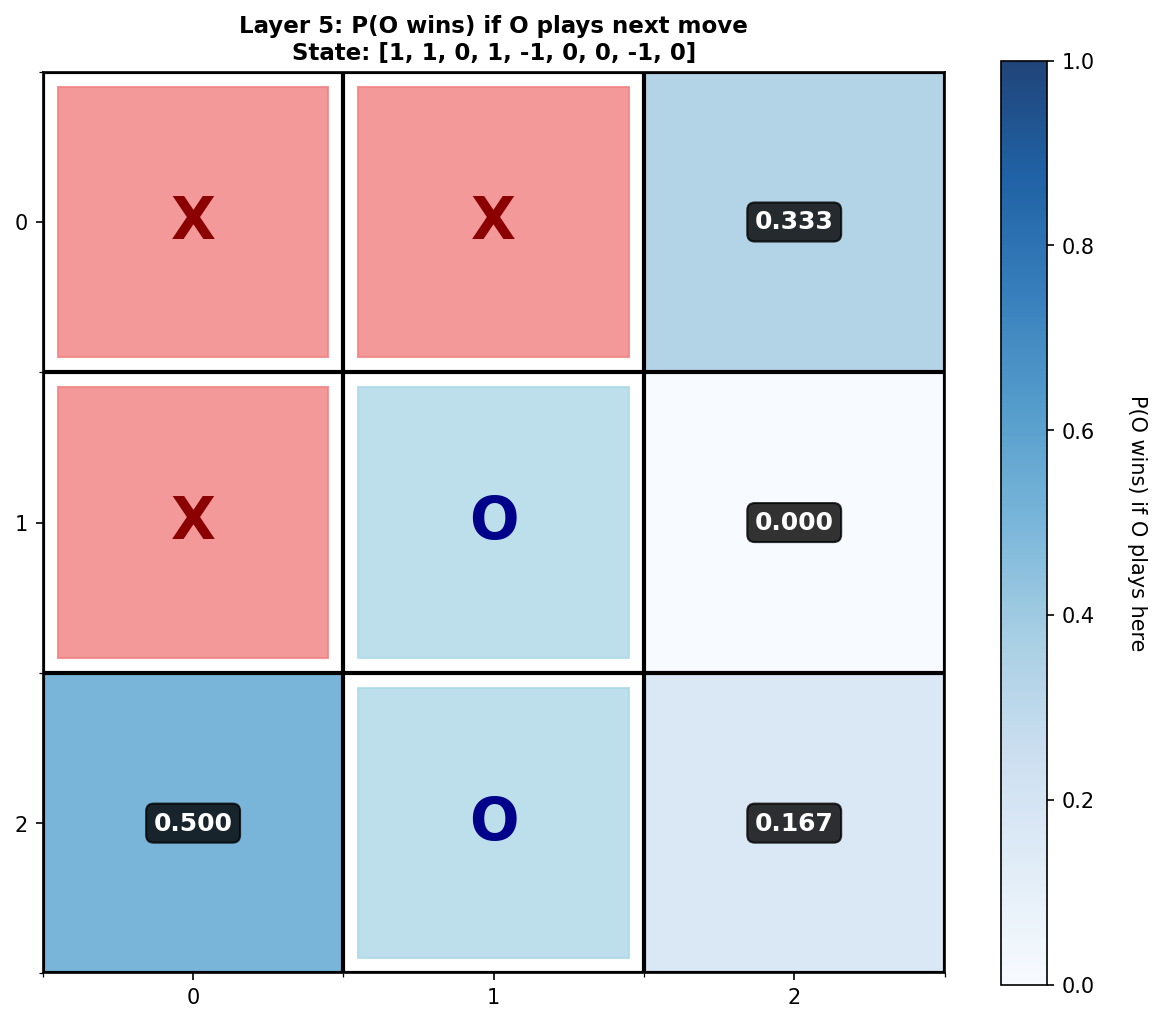 Layer 5: P(O wins) if O plays next move
State: [1, 1, 0, 1, -1, 0, 0, -1, 0]
0
X
X
0.333
1
X
O
0.000
2
0.500
O
0.167
0
1
2
1.0
0.8
0.6
0.4
0.2
0.0
P(O wins) if O plays here